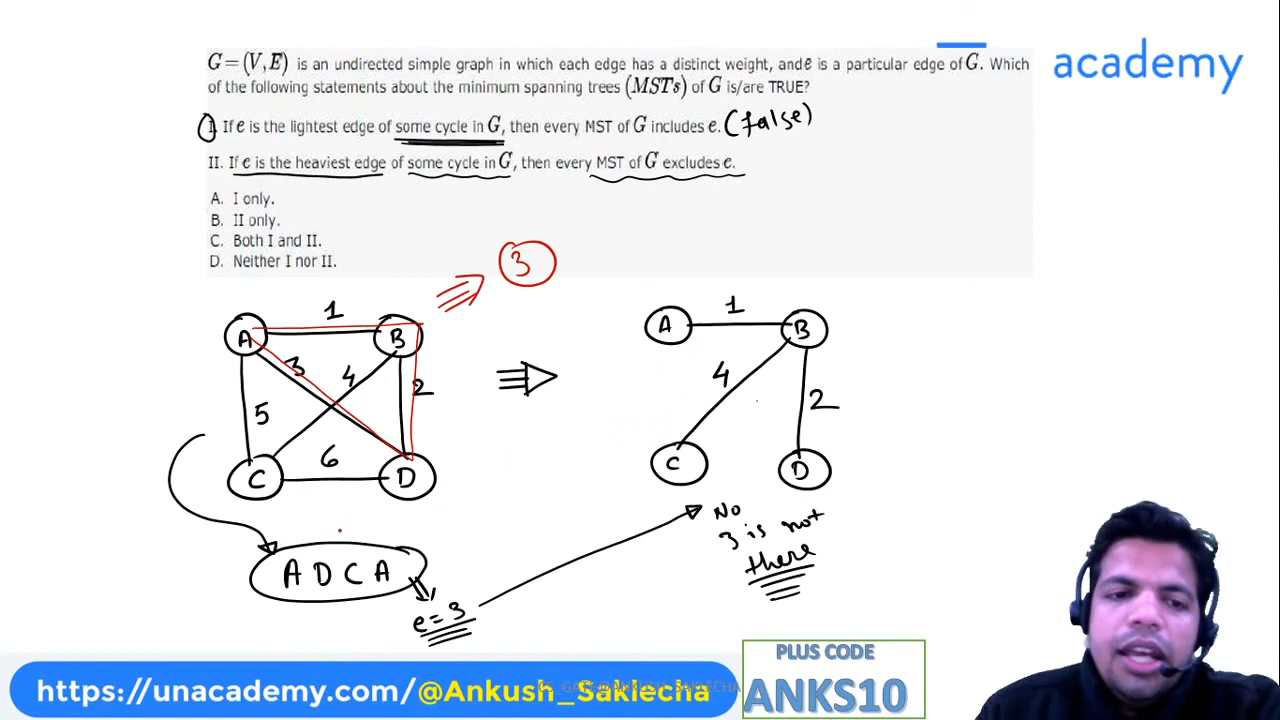 academy
G = (V, E) is an undirected simple graph in which each edge has a distinct weight, and e is a particular edge of G. Which
of the following statements about the minimum spanning trees (MSTs) of G is/are TRUE?
I. If e is the lightest edge of some cycle in G, then every MST of G includes e. (false)
II. If e is the heaviest edge of some cycle in G, then every MST of G excludes e.
A. I only.
B. II only.
C. Both I and II.
D. Neither I nor II.
3
A 1 B
3 4 2
5
6
C D
A 1 B
4 2
C D
A D C A
e = 3
No
3 is not
there
https://unacademy.com/@Ankush_Saklecha
PLUS CODE
ANKS10